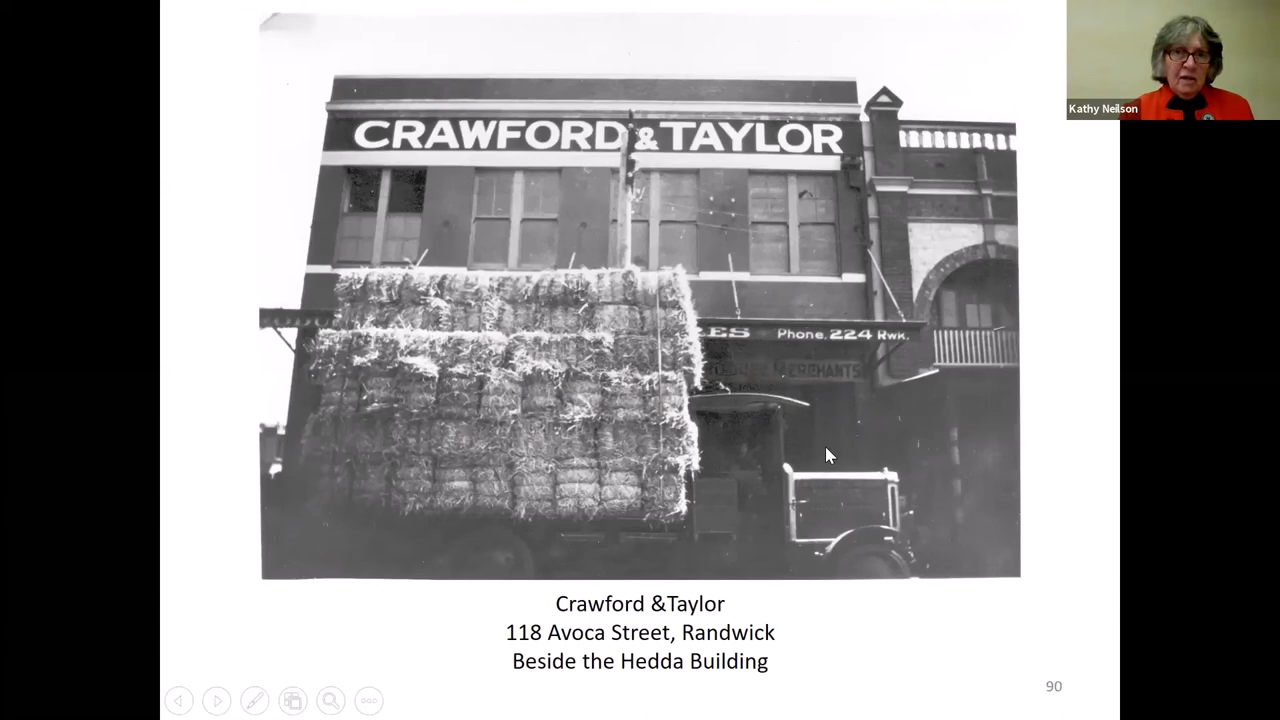 Kathy Neilson
CRAWFORD & TAYLOR
RES Phone. 224 Rwk.
MERCHANTS
Crawford &Taylor
118 Avoca Street, Randwick
Beside the Hedda Building
90